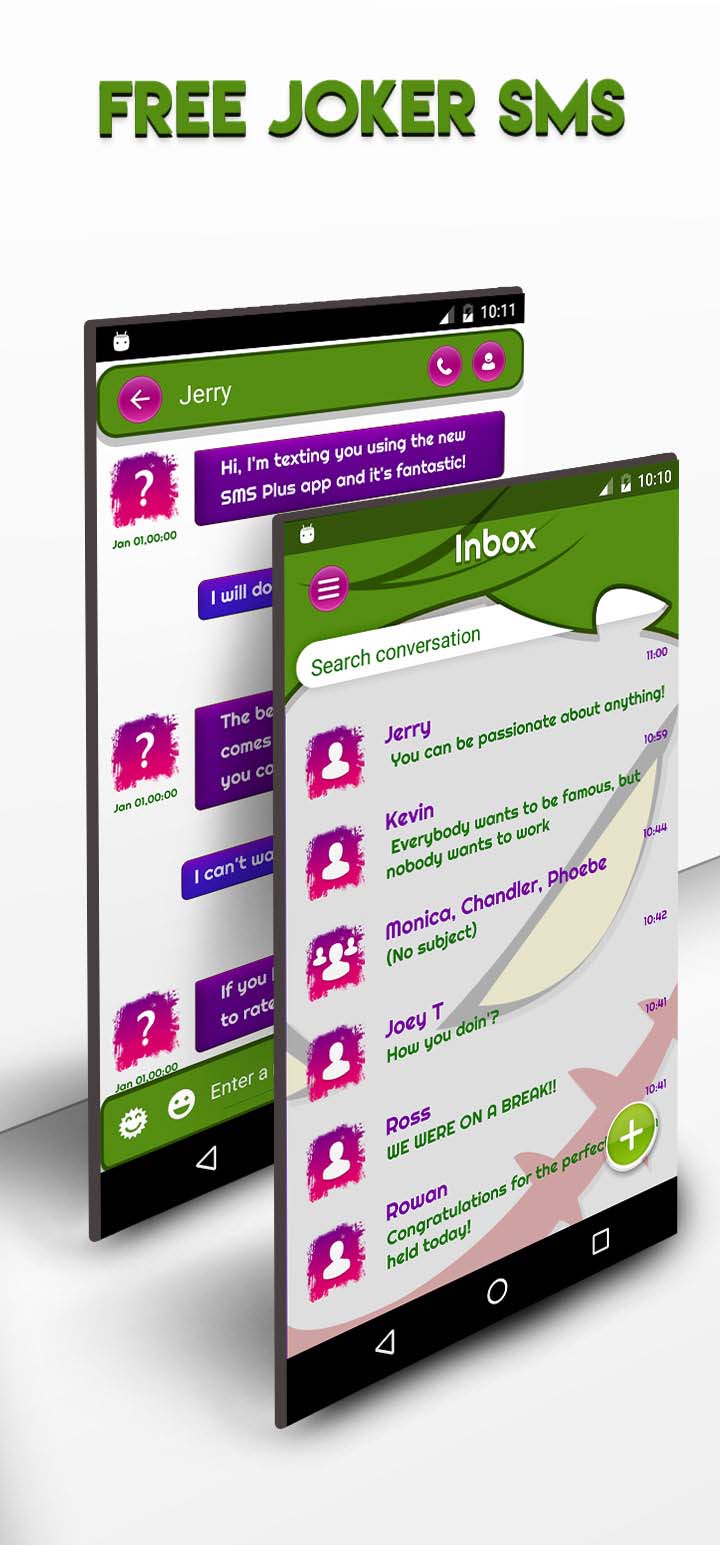 FREE JOKER SMS
10:11
Jerry
Hi, I'm texting you using the new
SMS Plus app and it's fantastic!
Jan 01,00:00
I will do
The be
comes
you co
Jan 01,00:00
I can't wa
If you
to rate
Jan 01,00:00
Enter a
10:10
Inbox
Search conversation
11:00
Jerry
You can be passionate about anything!
10:59
Kevin
Everybody wants to be famous, but
nobody wants to work
10:44
Monica, Chandler, Phoebe
(No subject)
10:42
Joey T
How you doin'?
10:41
Ross
WE WERE ON A BREAK!!
10:41
Rowan
Congratulations for the perfec
held today!